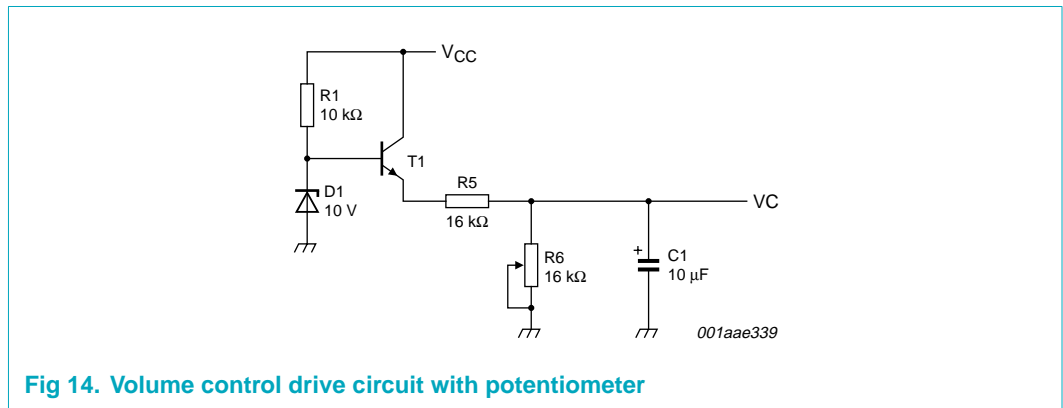 VCC
R1
10 kΩ
T1
D1
10 V
R5
16 kΩ
VC
R6
16 kΩ
+
C1
10 μF
001aae339
Fig 14. Volume control drive circuit with potentiometer